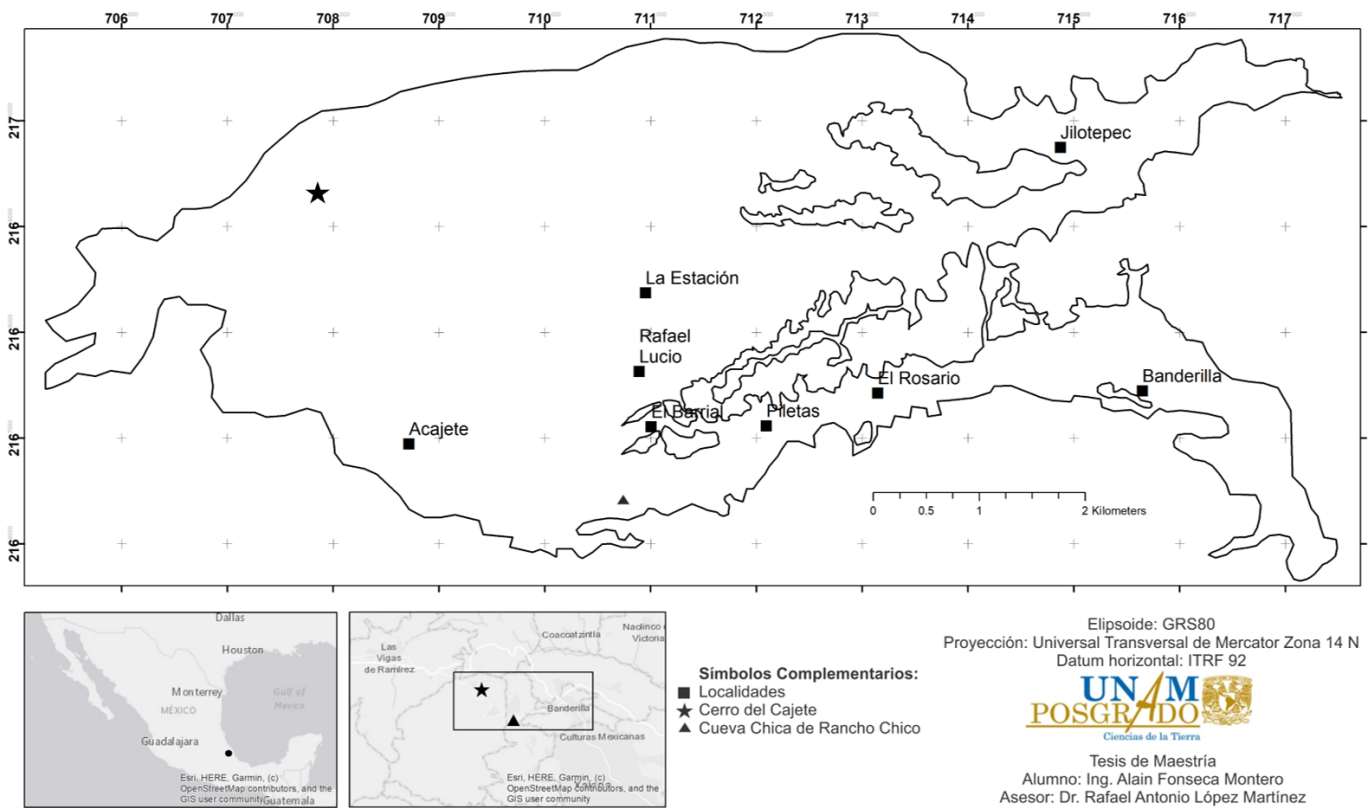 706 707 708 709 710 711 712 713 714 715 716 717
217
216
216
216
216
Jilotepec
La Estación
Rafael
Lucio
El Rosario
Banderilla
El Barrial
Piletas
Acajete
0 0.5 1 2 Kilometers
Dallas
Houston
Monterrey
MÉXICO
Gulf of
Mexico
Guadalajara
Guatemala
Esri, HERE, Garmin, (c)
OpenStreetMap contributors, and the
GIS user community
Las
Vigas
de Ramírez
Coacoatzintla
Naolinco
Victoria
Banderilla
Culturas Mexicanas
Xalapa
Esri, HERE, Garmin, (c)
OpenStreetMap contributors, and the
GIS user community
Símbolos Complementarios:
Localidades
Cerro del Cajete
Cueva Chica de Rancho Chico
Elipsoide: GRS80
Proyección: Universal Transversal de Mercator Zona 14 N
Datum horizontal: ITRF 92
UNAM
POSGRADO
Ciencias de la Tierra
Tesis de Maestría
Alumno: Ing. Alain Fonseca Montero
Asesor: Dr. Rafael Antonio López Martínez